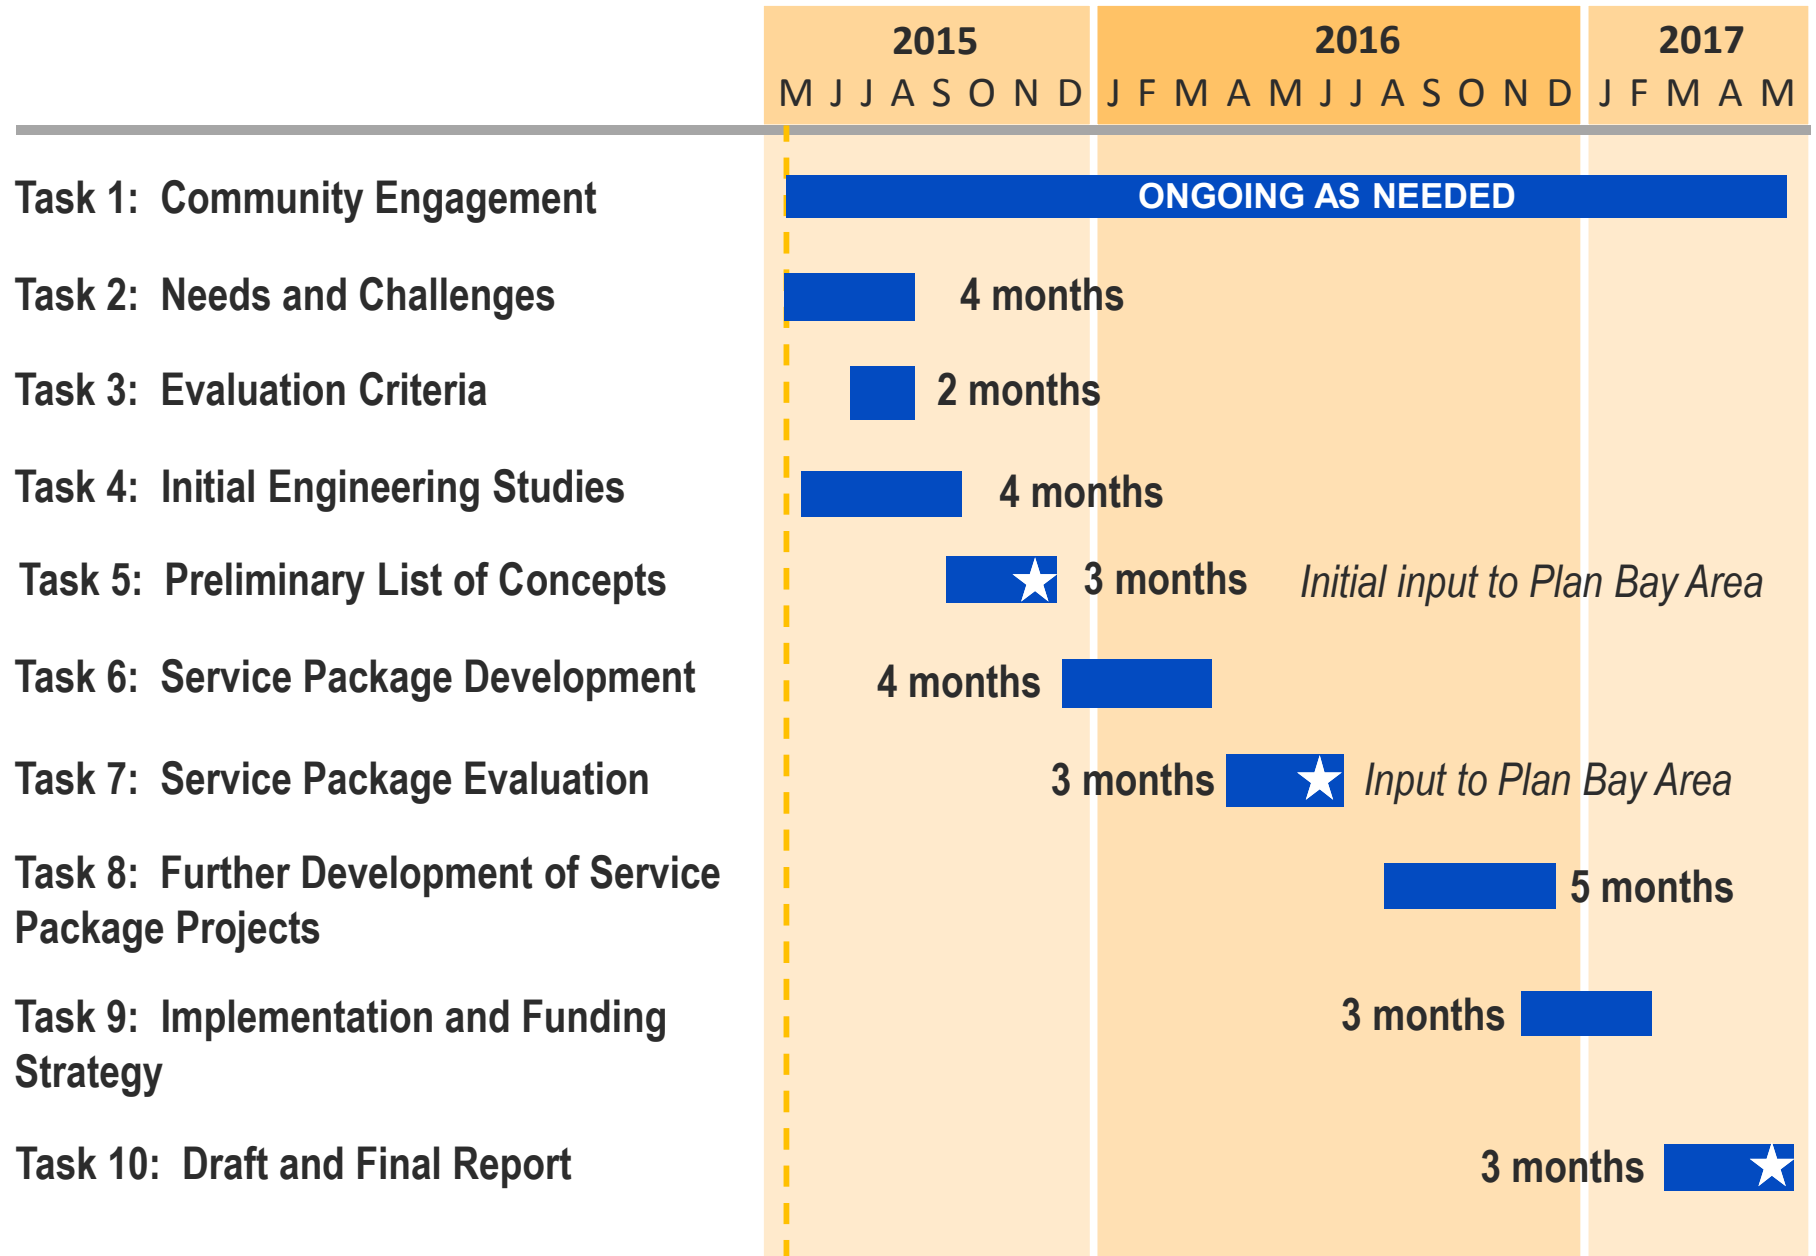 2015 2016 2017
M J J A S O N D J F M A M J J A S O N D J F M A M
Task 1: Community Engagement ONGOING AS NEEDED
Task 2: Needs and Challenges 4 months
Task 3: Evaluation Criteria 2 months
Task 4: Initial Engineering Studies 4 months
Task 5: Preliminary List of Concepts 3 months Initial input to Plan Bay Area
Task 6: Service Package Development 4 months
Task 7: Service Package Evaluation 3 months Input to Plan Bay Area
Task 8: Further Development of Service
Package Projects 5 months
Task 9: Implementation and Funding
Strategy 3 months
Task 10: Draft and Final Report 3 months